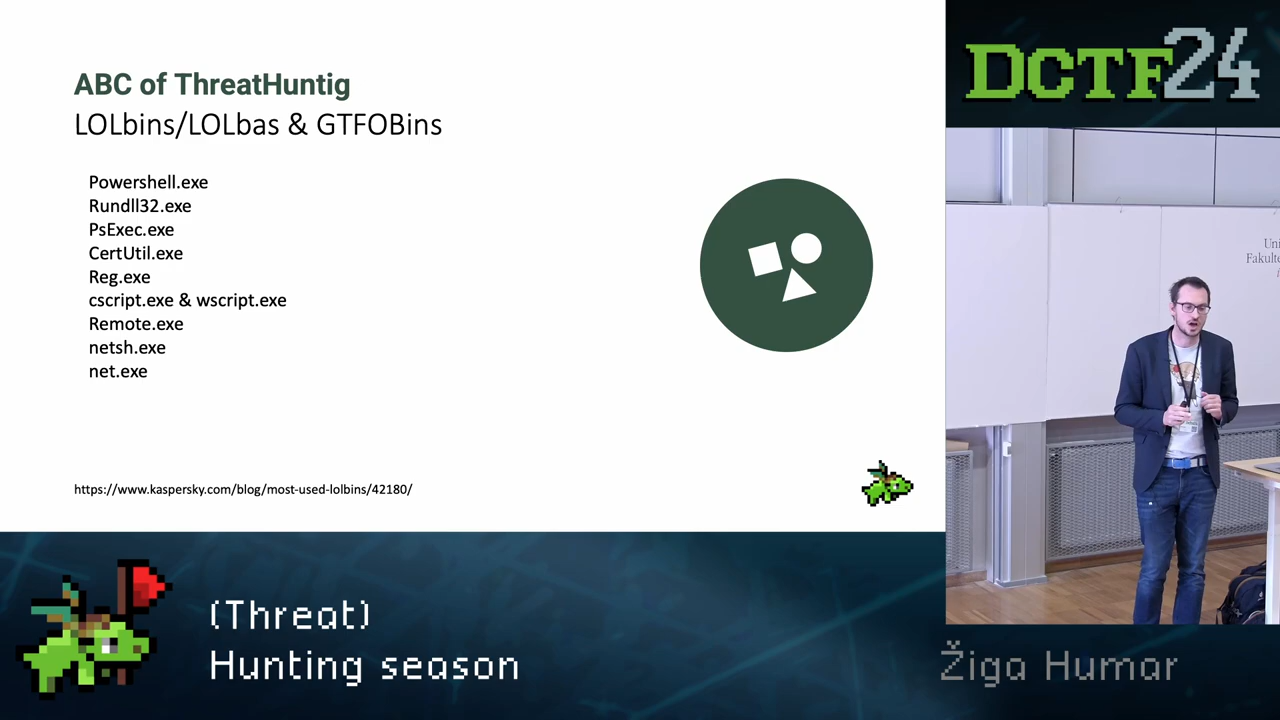 ABC of ThreatHuntig
LOLbins/LOLbas & GTFOBins
Powershell.exe
Rundll32.exe
PsExec.exe
CertUtil.exe
Reg.exe
cscript.exe & wscript.exe
Remote.exe
netsh.exe
net.exe
https://www.kaspersky.com/blog/most-used-lolbins/42180/
DCTF24
Uni
Fakulte
(Threat)
Hunting season
Žiga Humar